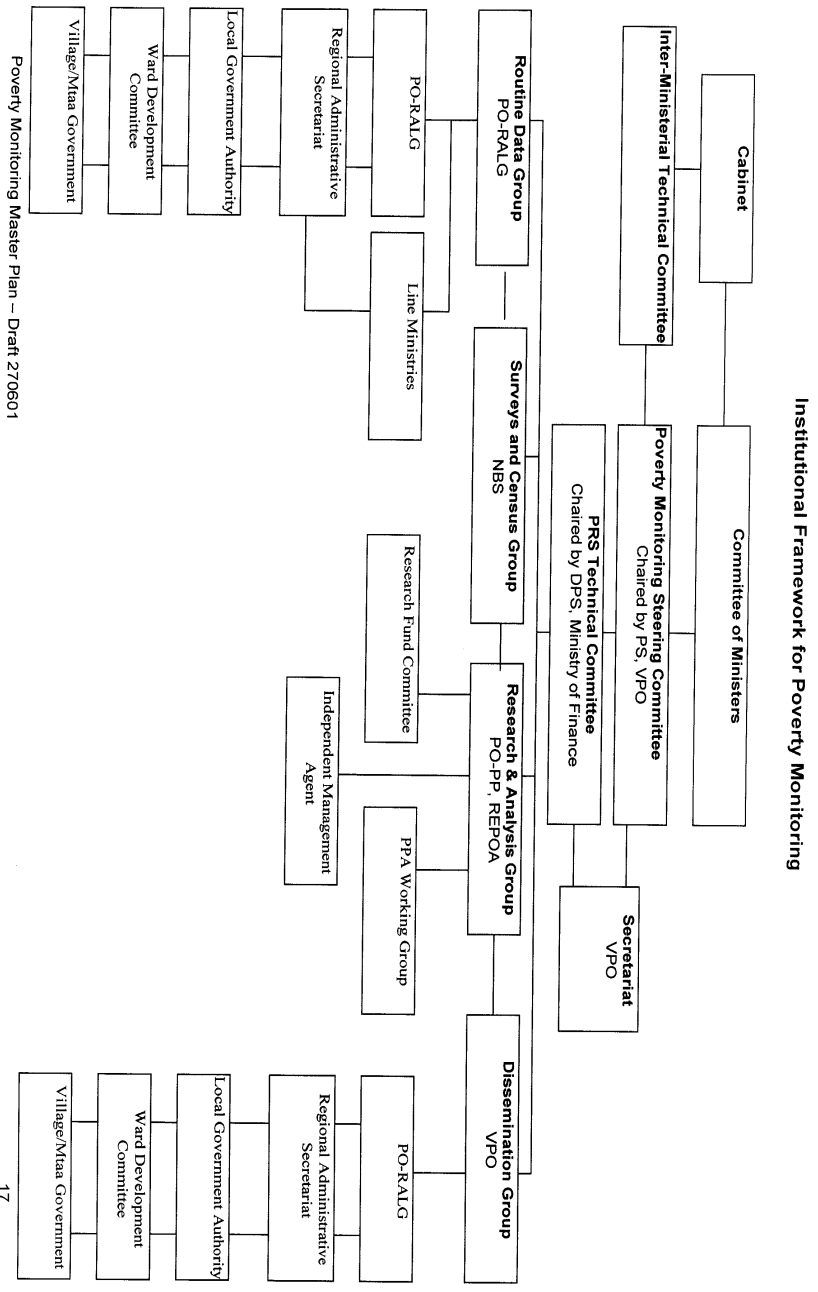 Institutional Framework for Poverty Monitoring
Cabinet
Committee of Ministers
Inter-Ministerial Technical Committee
Poverty Monitoring Steering Committee
Chaired by PS, VPO
Secretariat
VPO
PRS Technical Committee
Chaired by DPS, Ministry of Finance
Routine Data Group
PO-RALG
Surveys and Census Group
NBS
Research & Analysis Group
PO-PP, REPOA
Dissemination Group
VPO
PO-RALG
Line Ministries
Research Fund Committee
PPA Working Group
PO-RALG
Regional Administrative
Secretariat
Independent Management
Agent
Regional Administrative
Secretariat
Local Government Authority
Local Government Authority
Ward Development
Committee
Ward Development
Committee
Village/Mtaa Government
Village/Mtaa Government
Poverty Monitoring Master Plan – Draft 270601
17